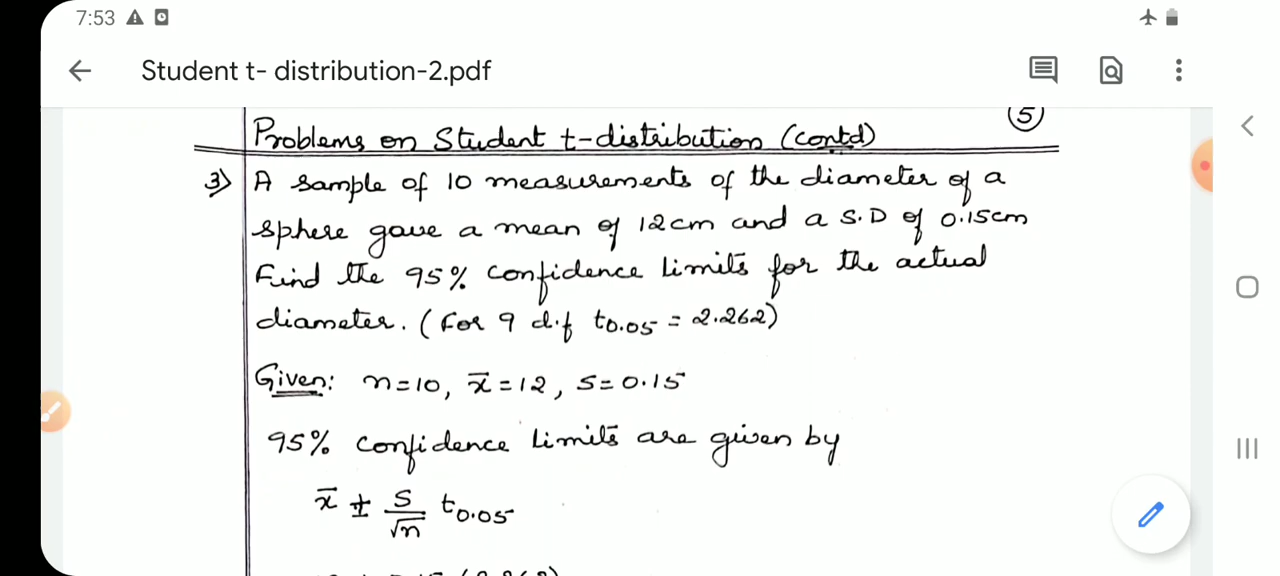 7:53
Student t- distribution-2.pdf
5
Problems on Student t-distribution (contd)
3) A sample of 10 measurements of the diameter of a
sphere gave a mean of 12cm and a S.D of 0.15cm
Find the 95% confidence limits for the actual
diameter. (For 9 d.f t0.05 = 2.262)
Given: n=10, x̄=12, S=0.15
95% confidence limits are given by
x̄ ± S/√n t0.05